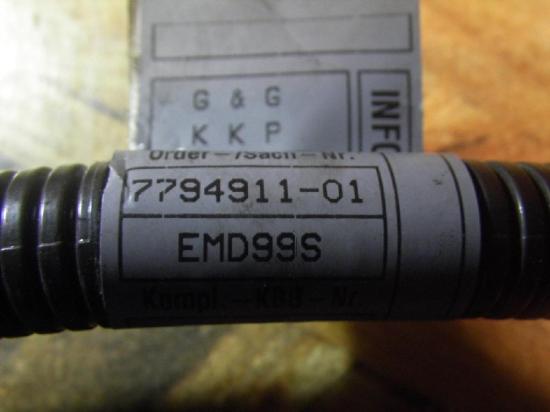 G & G
K K P
INFO
Order-/Sach-Nr.
7794911-01
EMD99S
Kompl.-KBB-Nr.